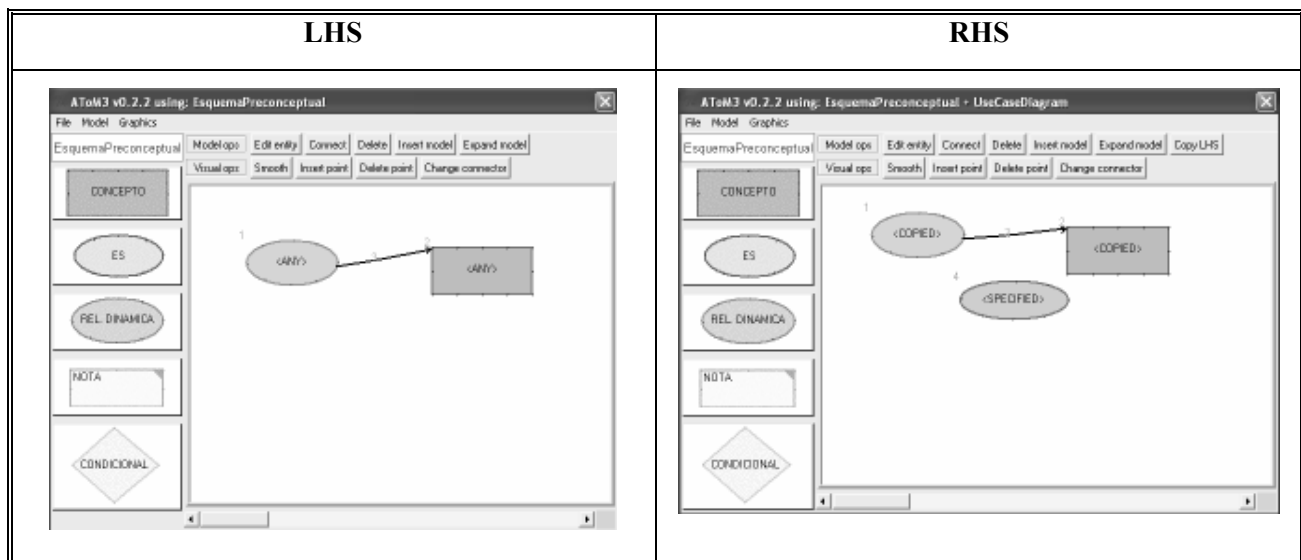 LHS
RHS
AToM3 v0.2.2 using: EsquemaPreconceptual
File Model Graphics
EsquemaPreconceptual
Model ops Edit entity Connect Delete Insert model Expand model
Visual ops Smooth Insert point Delete point Change connector
CONCEPTO
ES
REL. DINAMICA
NOTA
CONDICIONAL
1
<ANY>
3
2
<ANY>
AToM3 v0.2.2 using: EsquemaPreconceptual + UseCaseDiagram
File Model Graphics
EsquemaPreconceptual
Model ops Edit entity Connect Delete Insert model Expand model Copy LHS
Visual ops Smooth Insert point Delete point Change connector
CONCEPTO
ES
REL. DINAMICA
NOTA
CONDICIONAL
1
<COPIED>
3
2
<COPIED>
4
<SPECIFIED>